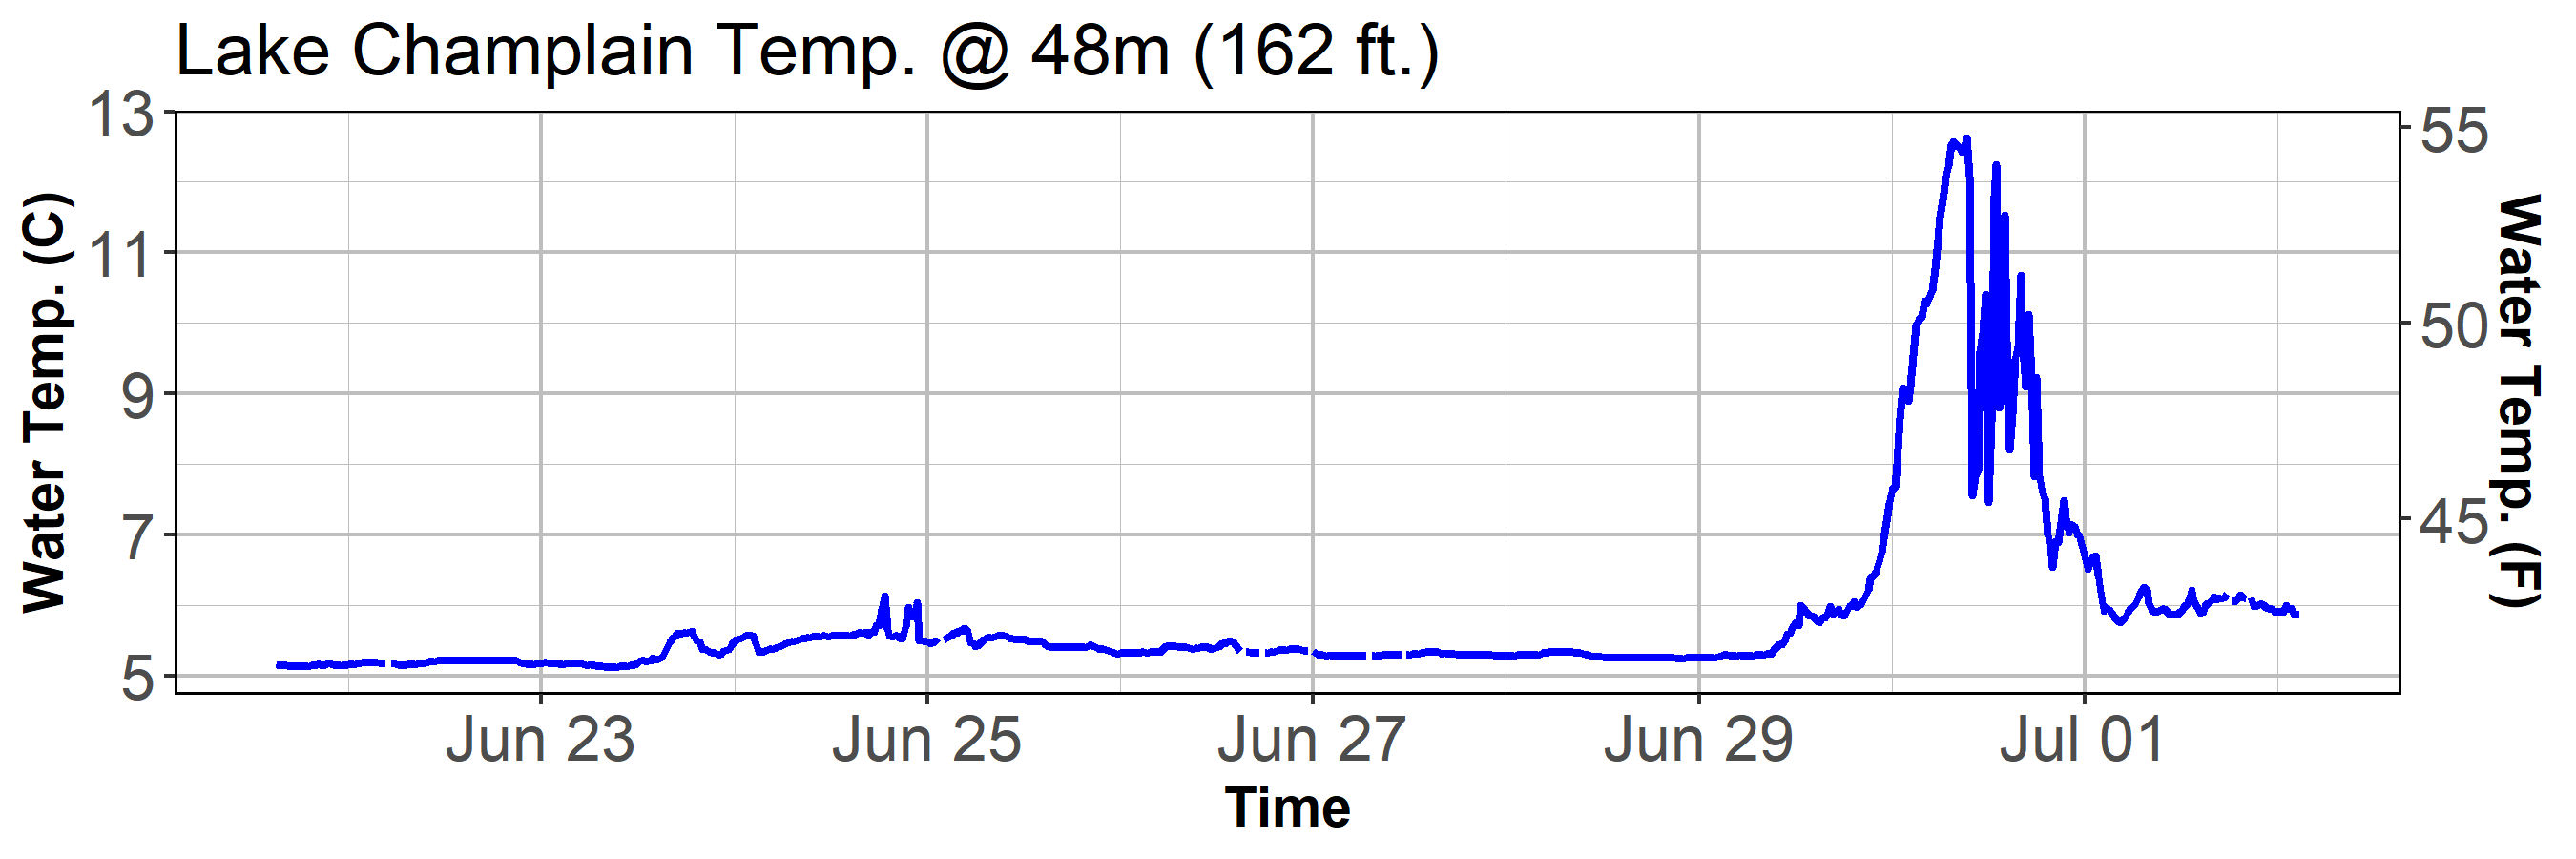 Lake Champlain Temp. @ 48m (162 ft.)
13
11
9
7
5
Water Temp. (C)
55
50
45
Water Temp. (F)
Jun 23 Jun 25 Jun 27 Jun 29 Jul 01
Time